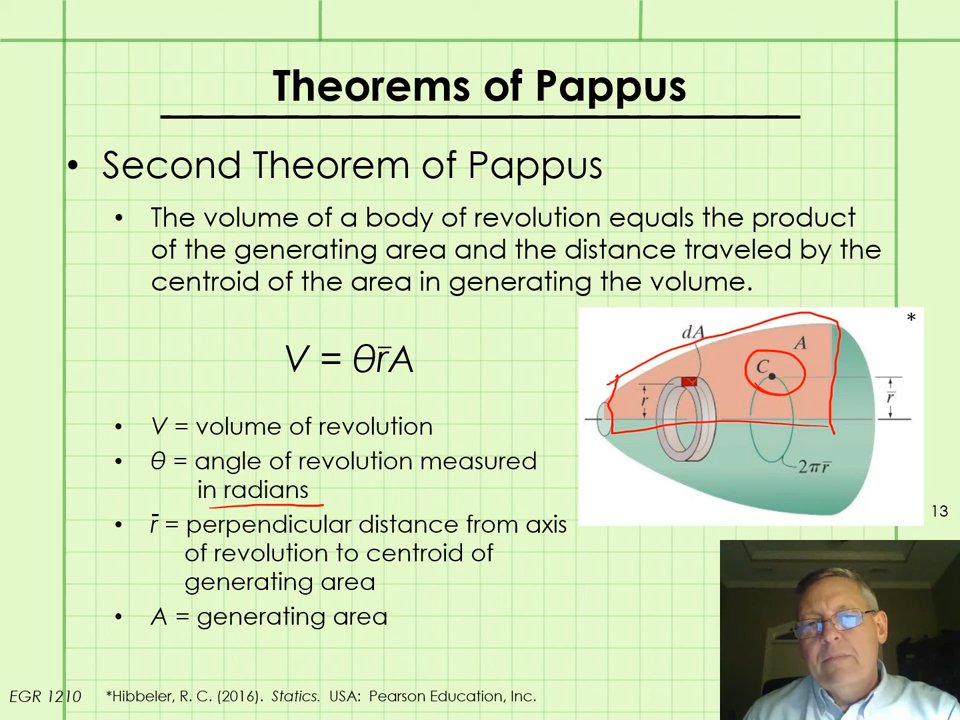 Theorems of Pappus
• Second Theorem of Pappus
• The volume of a body of revolution equals the product
of the generating area and the distance traveled by the
centroid of the area in generating the volume.
V = θr̄A
• V = volume of revolution
• θ = angle of revolution measured
in radians
• r̄ = perpendicular distance from axis
of revolution to centroid of
generating area
• A = generating area
*
dA
A
C
r
r̄
2πr̄
13
EGR 1210 *Hibbeler, R. C. (2016). Statics. USA: Pearson Education, Inc.